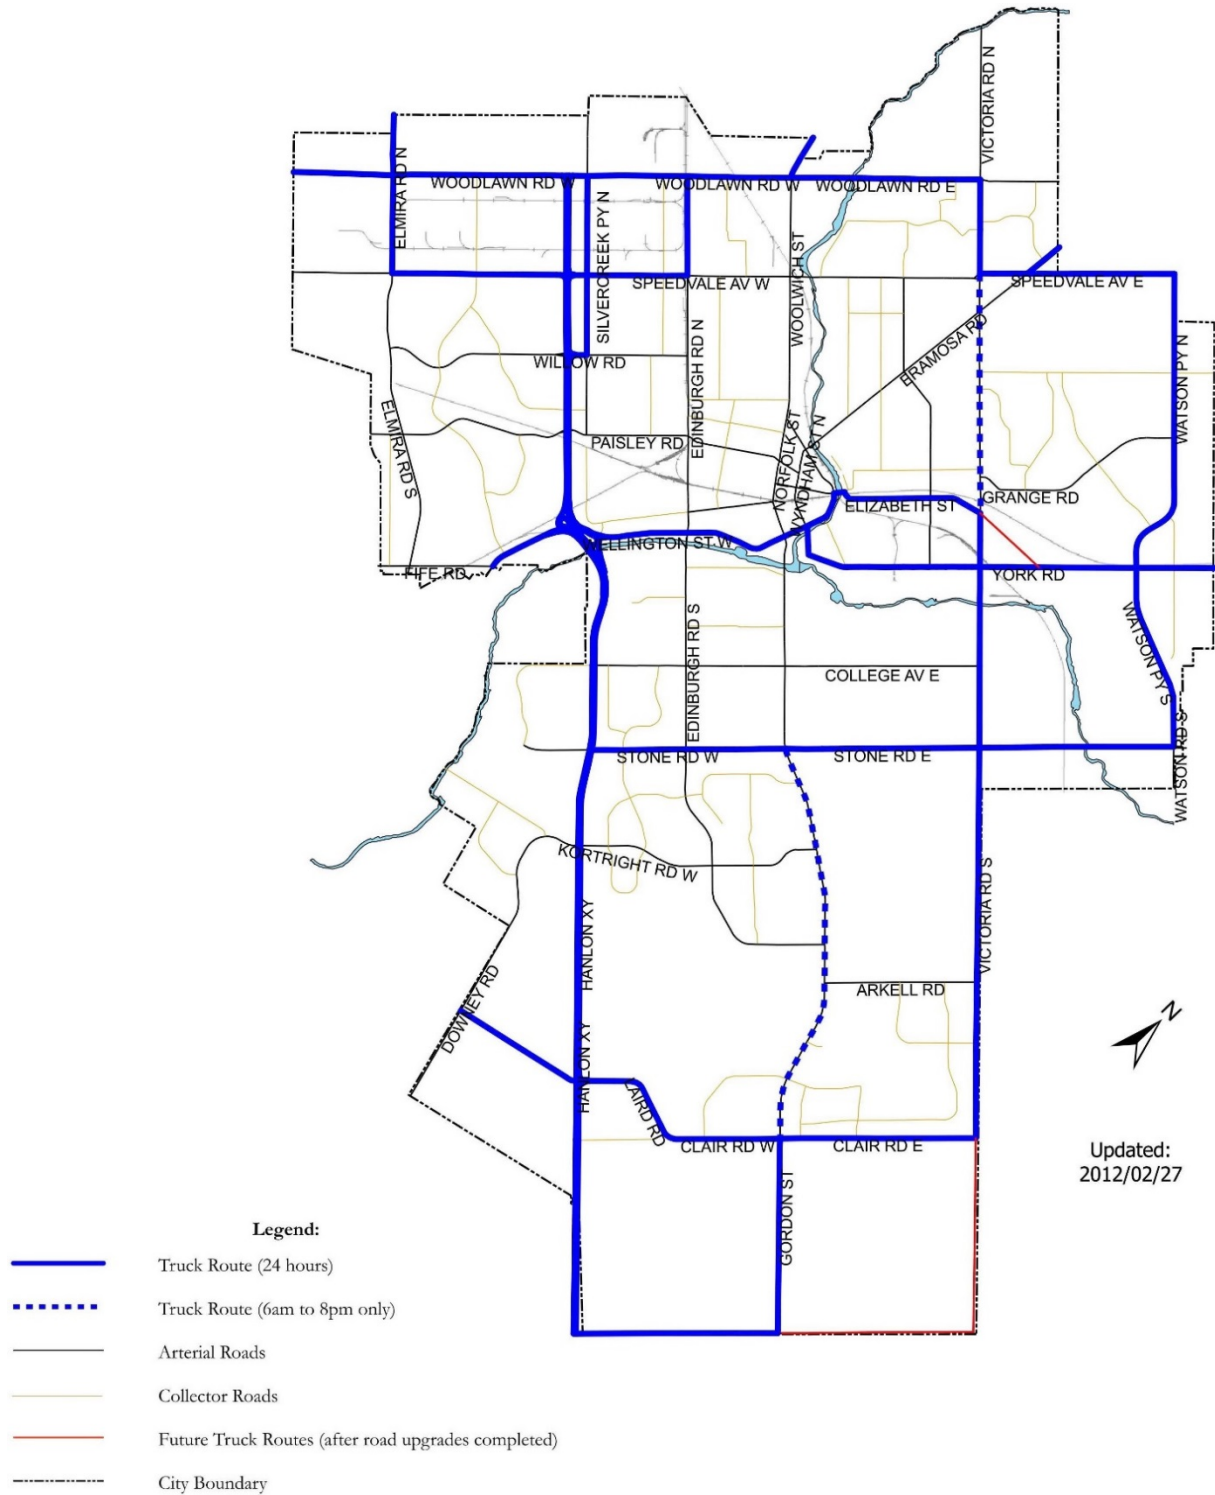 VICTORIA RD N
ELMIRA RD N
WOODLAWN RD W
WOODLAWN RD W
WOODLAWN RD E
SILVERCREEK PY N
WOOLWICH ST
SPEEDVALE AV W
SPEEDVALE AV E
ERAMOSA RD
EDINBURGH RD N
WILLOW RD
WATSON PY N
ELMIRA RD S
PAISLEY RD
NORFOLK ST
WYNDHAM ST N
GRANGE RD
ELIZABETH ST
WELLINGTON ST W
FIFE RD
YORK RD
EDINBURGH RD S
WATSON PY S
COLLEGE AV E
STONE RD W
STONE RD E
WATSON RD S
KORTRIGHT RD W
HANLON XY
VICTORIA RD S
DOWNEY RD
ARKELL RD
N
HANLON XY
LAIRD RD
CLAIR RD W
CLAIR RD E
GORDON ST
Updated:
2012/02/27
Legend:
Truck Route (24 hours)
Truck Route (6am to 8pm only)
Arterial Roads
Collector Roads
Future Truck Routes (after road upgrades completed)
City Boundary